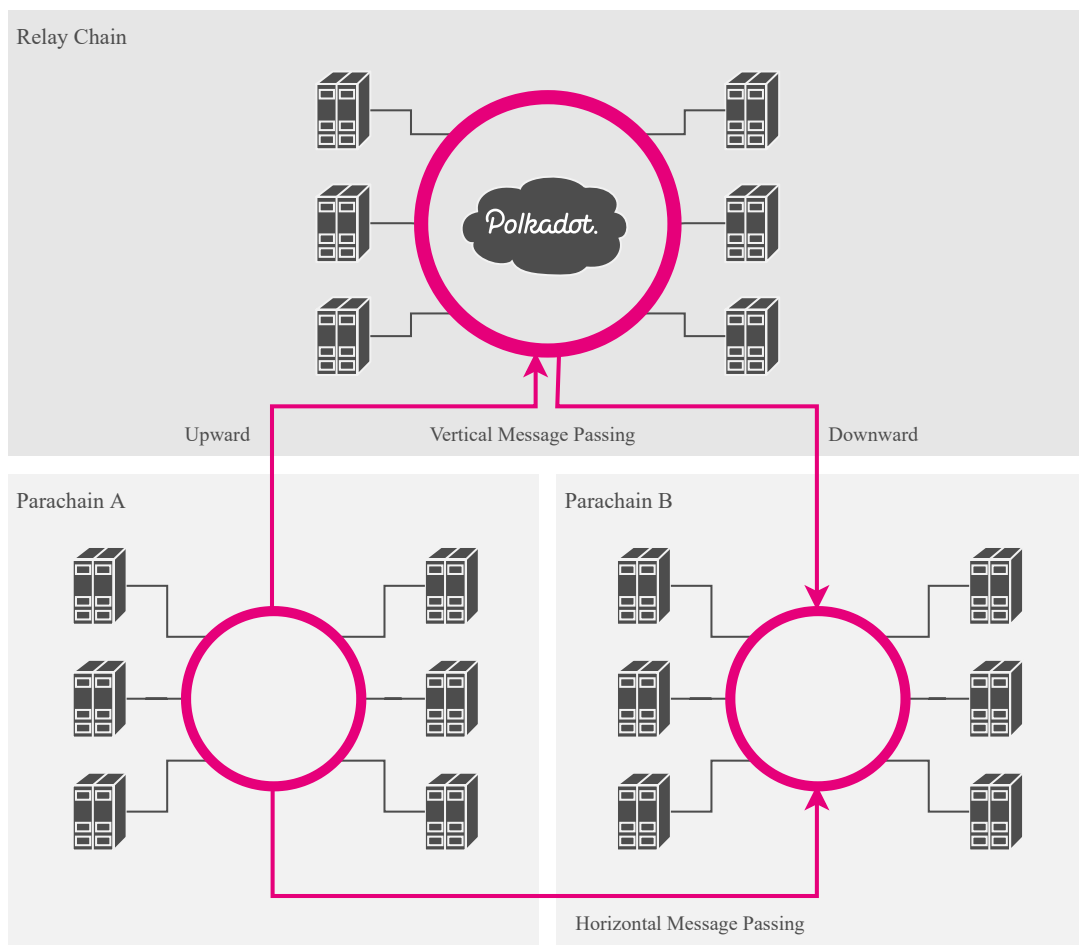 Relay Chain
Polkadot.
Upward
Vertical Message Passing
Downward
Parachain A
Parachain B
Horizontal Message Passing